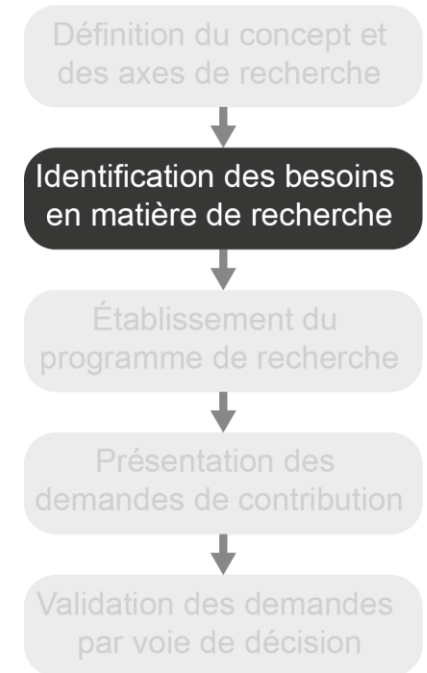 Définition du concept et
des axes de recherche
Identification des besoins
en matière de recherche
Établissement du
programme de recherche
Présentation des
demandes de contribution
Validation des demandes
par voie de décision